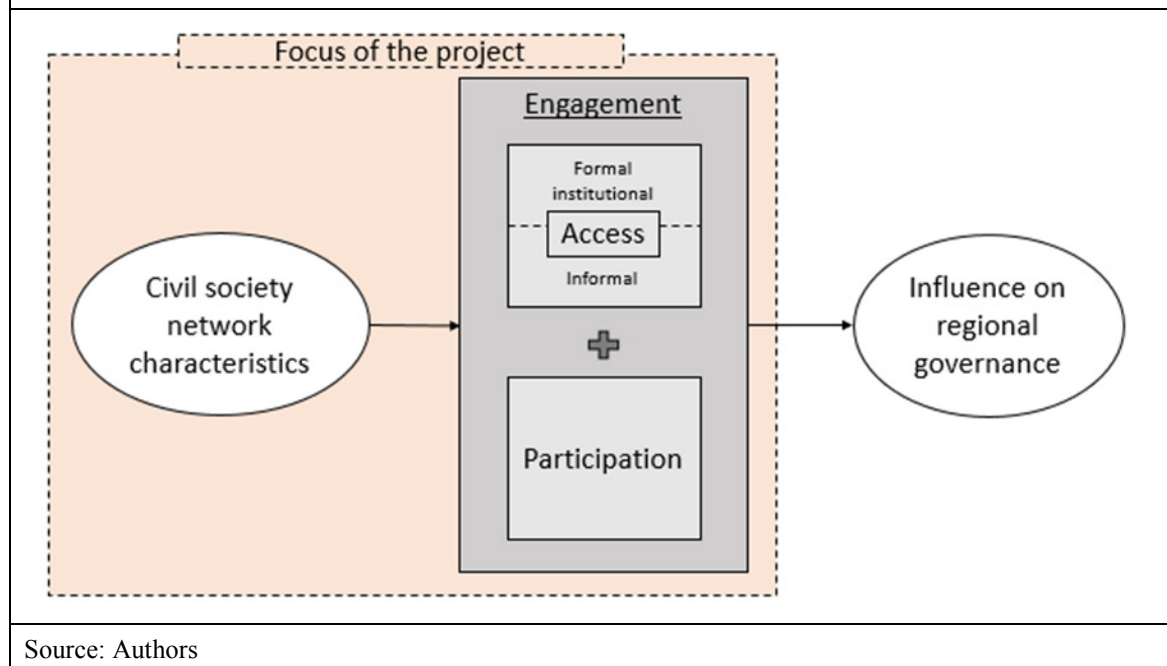 Focus of the project
Engagement
Formal
institutional
Access
Informal
Civil society
network
characteristics
Participation
Influence on
regional
governance
Source: Authors